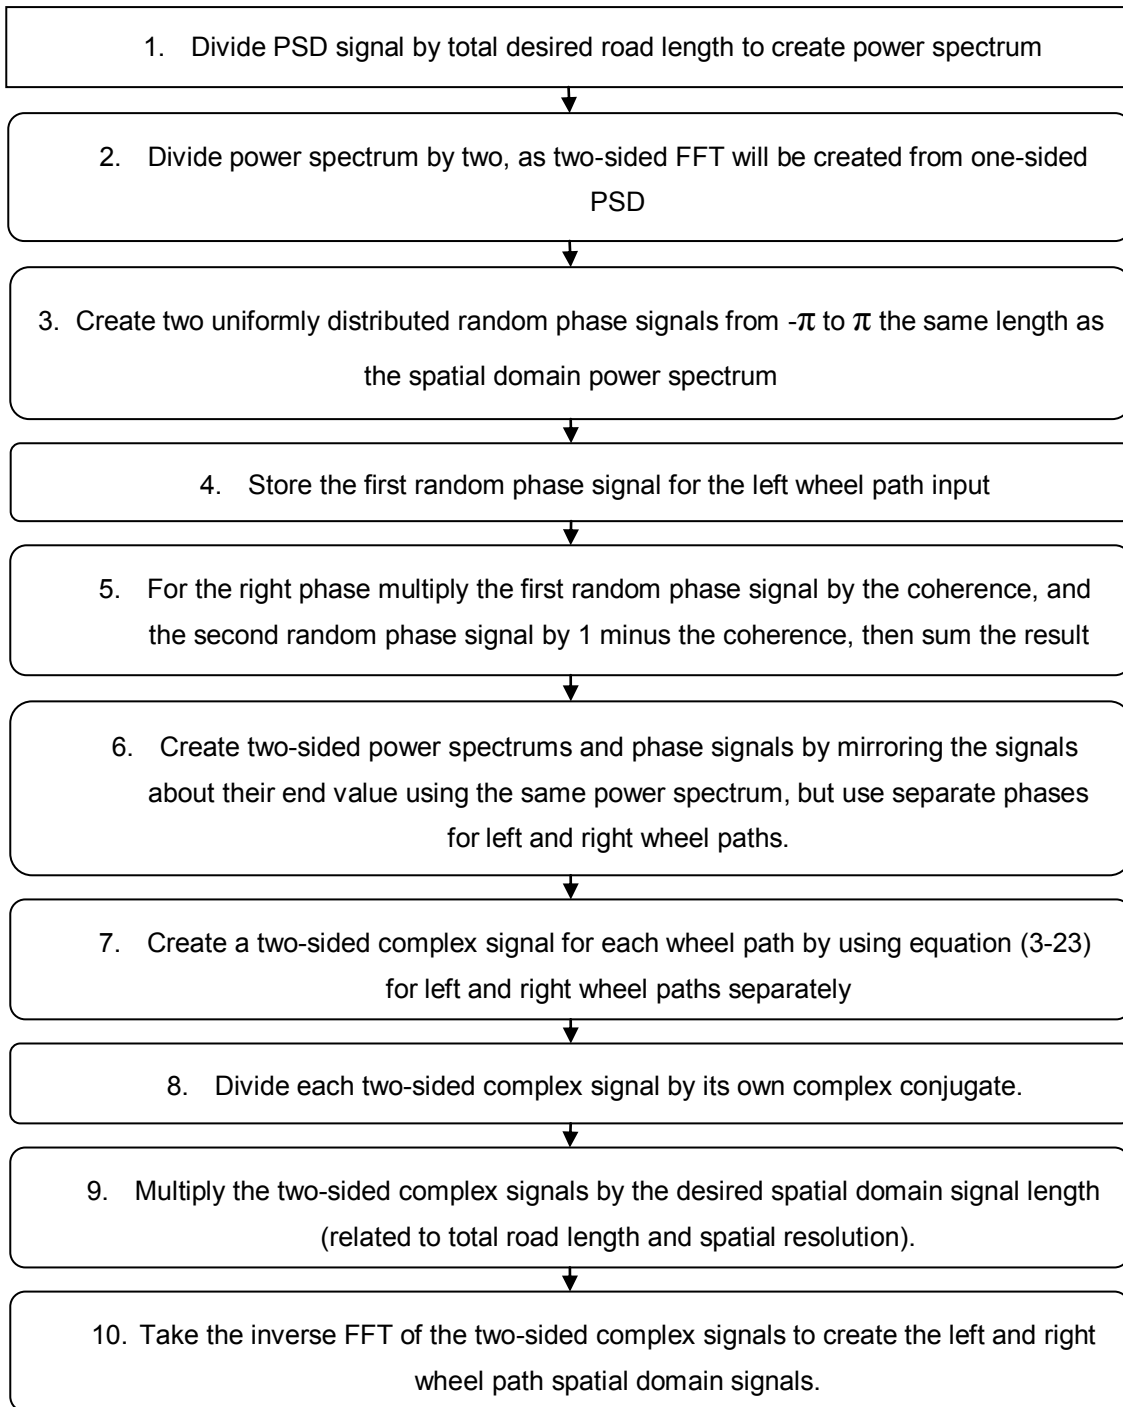 1. Divide PSD signal by total desired road length to create power spectrum
2. Divide power spectrum by two, as two-sided FFT will be created from one-sided
PSD
3. Create two uniformly distributed random phase signals from -π to π the same length as
the spatial domain power spectrum
4. Store the first random phase signal for the left wheel path input
5. For the right phase multiply the first random phase signal by the coherence, and
the second random phase signal by 1 minus the coherence, then sum the result
6. Create two-sided power spectrums and phase signals by mirroring the signals
about their end value using the same power spectrum, but use separate phases
for left and right wheel paths.
7. Create a two-sided complex signal for each wheel path by using equation (3-23)
for left and right wheel paths separately
8. Divide each two-sided complex signal by its own complex conjugate.
9. Multiply the two-sided complex signals by the desired spatial domain signal length
(related to total road length and spatial resolution).
10. Take the inverse FFT of the two-sided complex signals to create the left and right
wheel path spatial domain signals.